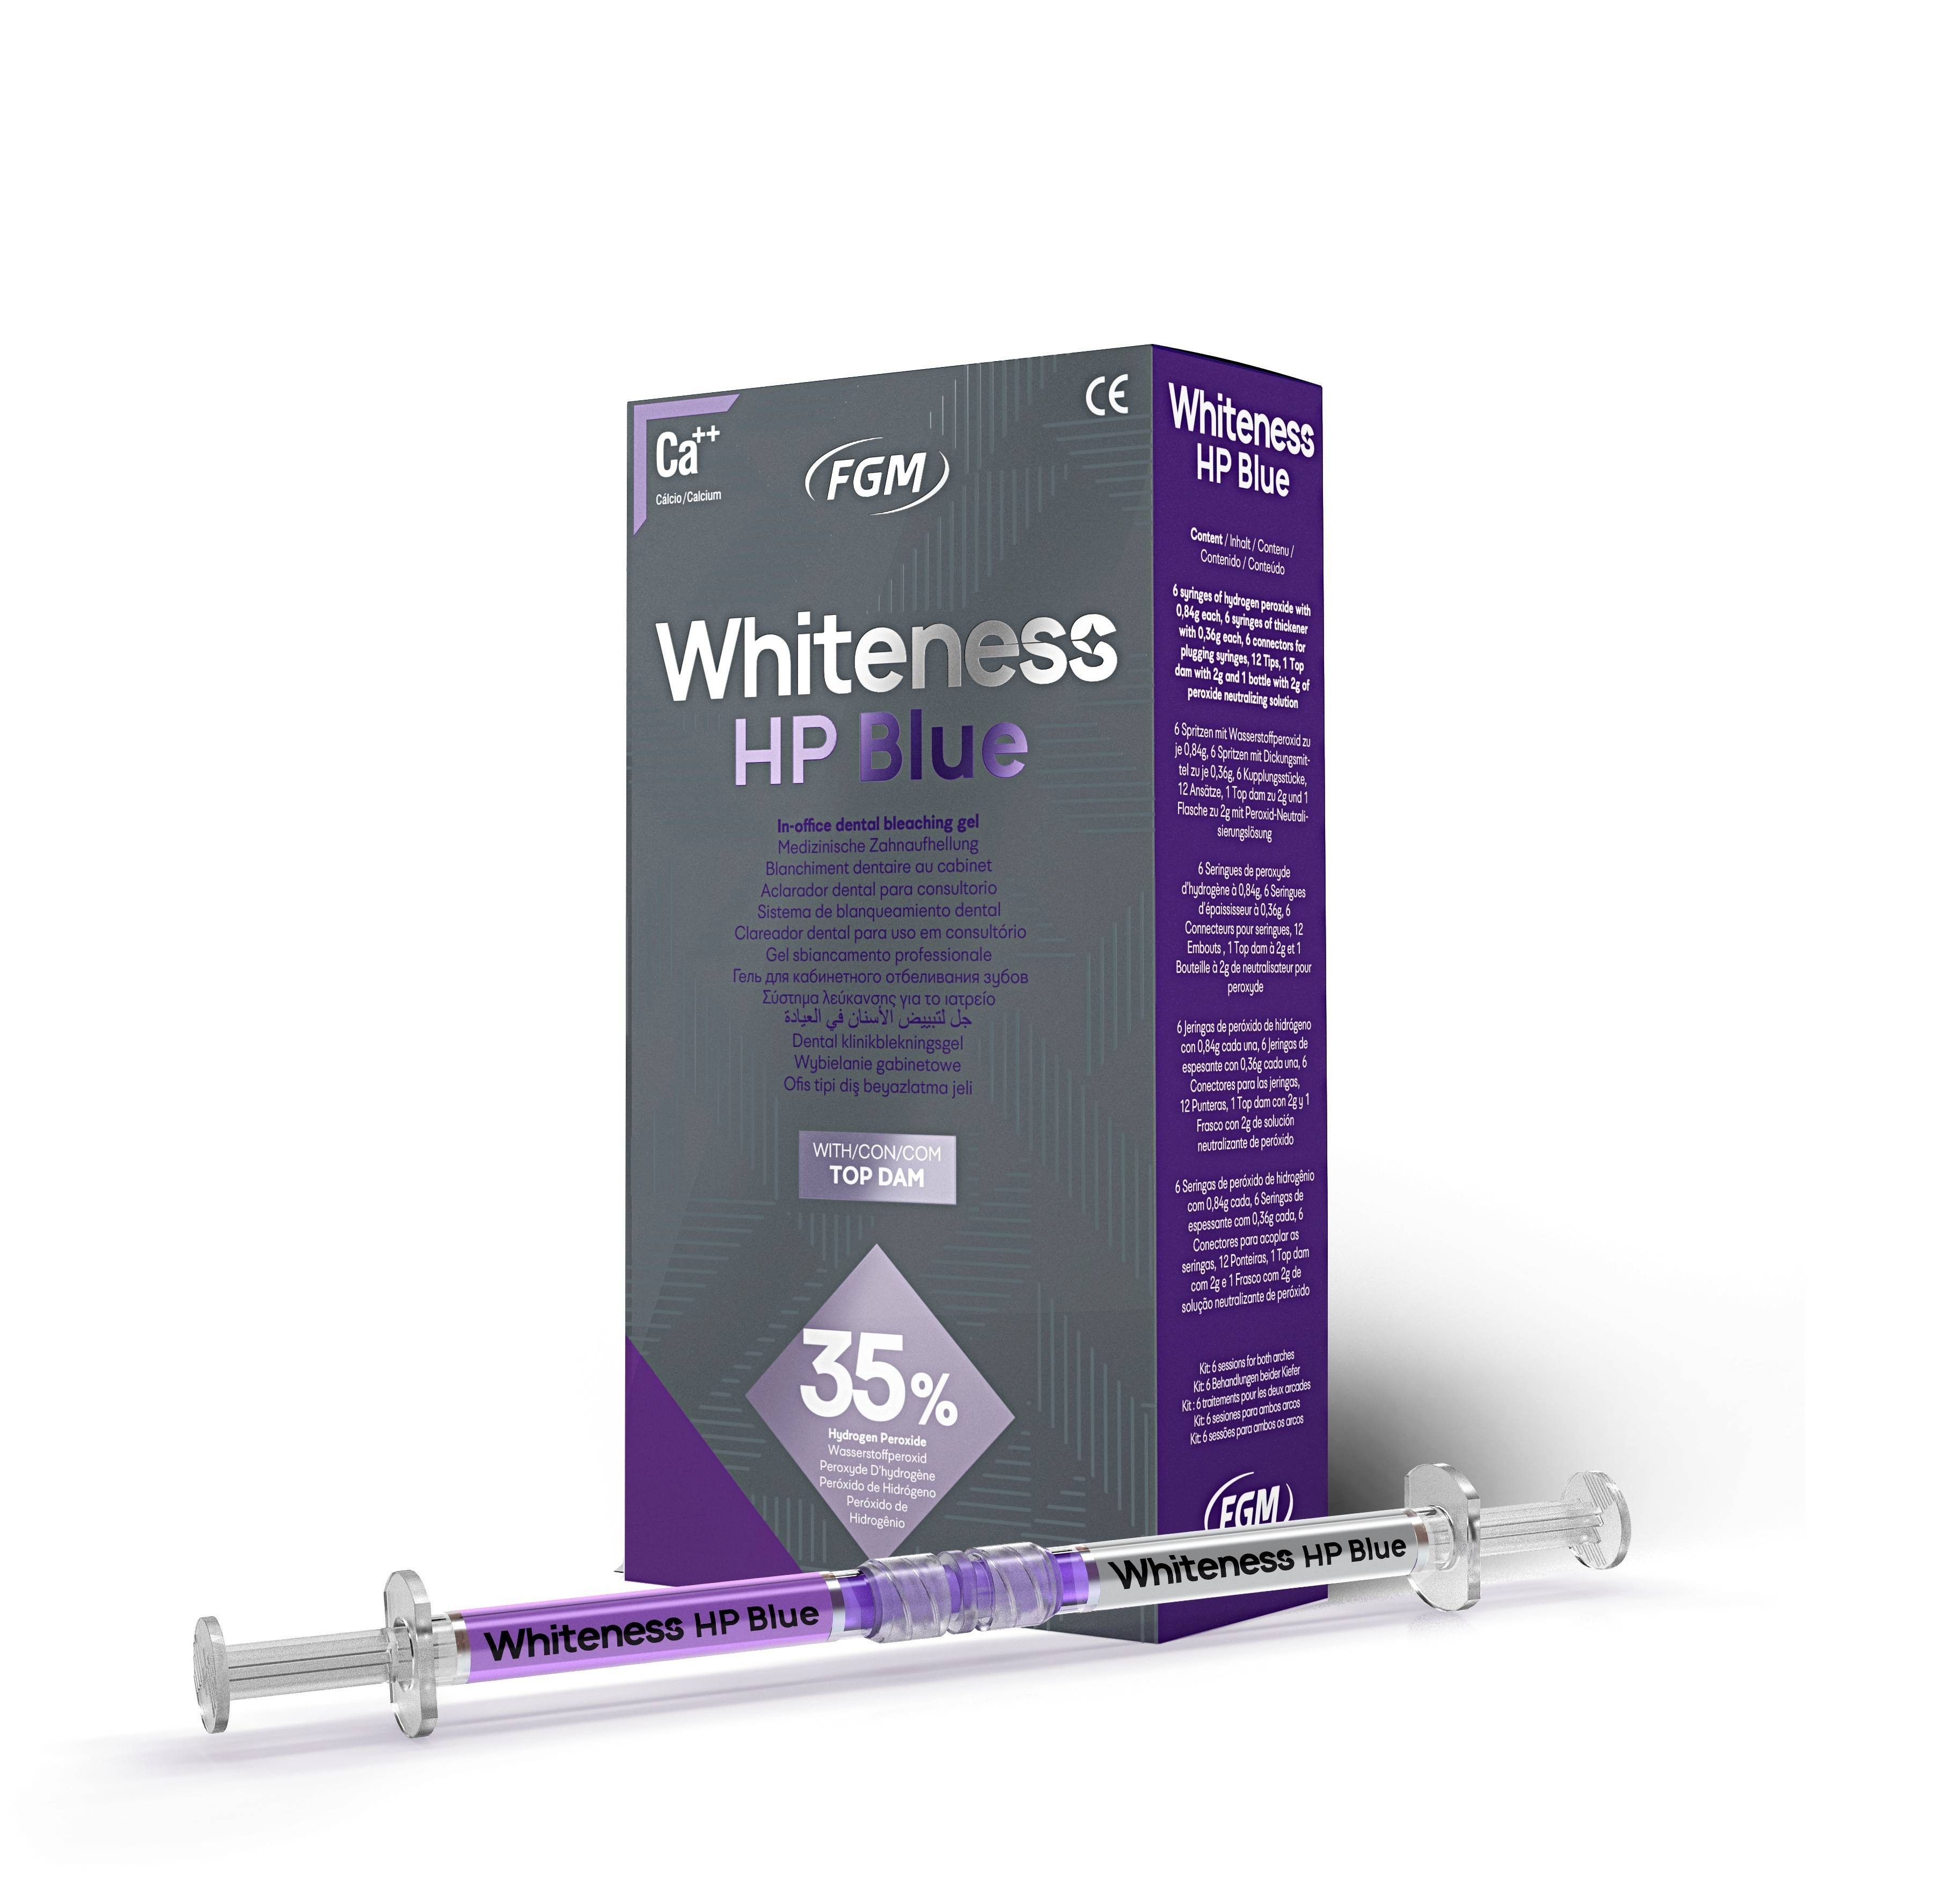 Ca++
Cálcio/Calcium
CE
FGM
Whiteness
HP Blue
In-office dental bleaching gel
Medizinische Zahnaufhellung
Blanchiment dentaire au cabinet
Aclarador dental para consultorio
Sistema de blanqueamiento dental
Clareador dental para uso em consultório
Gel sbiancamento professionale
Гель для кабинетного отбеливания зубов
Σύστημα λεύκανσης για το ιατρείο
جل لتبييض الأسنان في العيادة
Dental klinikblekningsgel
Wybielanie gabinetowe
Ofis tipi diş beyazlatma jeli
WITH/CON/COM
TOP DAM
35%
Hydrogen Peroxide
Wasserstoffperoxid
Peroxyde D'hydrogène
Peróxido de Hidrógeno
Peróxido de
Hidrogênio
Whiteness
HP Blue
Content / Inhalt / Contenu /
Contenido / Conteúdo
6 syringes of hydrogen peroxide with
0,84g each, 6 syringes of thickener
with 0,36g each, 6 connectors for
plugging syringes, 12 Tips, 1 Top
dam with 2g and 1 bottle with 2g of
peroxide neutralizing solution
6 Spritzen mit Wasserstoffperoxid zu
je 0,84g, 6 Spritzen mit Dickungsmit-
tel zu je 0,36g, 6 Kupplungsstücke,
12 Ansätze, 1 Top dam zu 2g und 1
Flasche zu 2g mit Peroxid-Neutrali-
sierungslösung
6 Seringues de peroxyde
d'hydrogène à 0,84g, 6 Seringues
d'épaississeur à 0,36g, 6
Connecteurs pour seringues, 12
Embouts , 1 Top dam à 2g et 1
Bouteille à 2g de neutralisateur pour
peroxyde
6 Jeringas de peróxido de hidrógeno
con 0,84g cada una, 6 Jeringas de
espesante con 0,36g cada una, 6
Conectores para las jeringas,
12 Punteras, 1 Top dam con 2g y 1
Frasco con 2g de solución
neutralizante de peróxido
6 Seringas de peróxido de hidrogênio
com 0,84g cada, 6 Seringas de
espessante com 0,36g cada, 6
Conectores para acoplar as
seringas, 12 Ponteiras, 1 Top dam
com 2g e 1 Frasco com 2g de
solução neutralizante de peróxido
Kit: 6 sessions for both arches
Kit: 6 Behandlungen beider Kiefer
Kit : 6 traitements pour les deux arcades
Kit: 6 sesiones para ambos arcos
Kit: 6 sessões para ambos os arcos
FGM
Whiteness HP Blue
Whiteness HP Blue